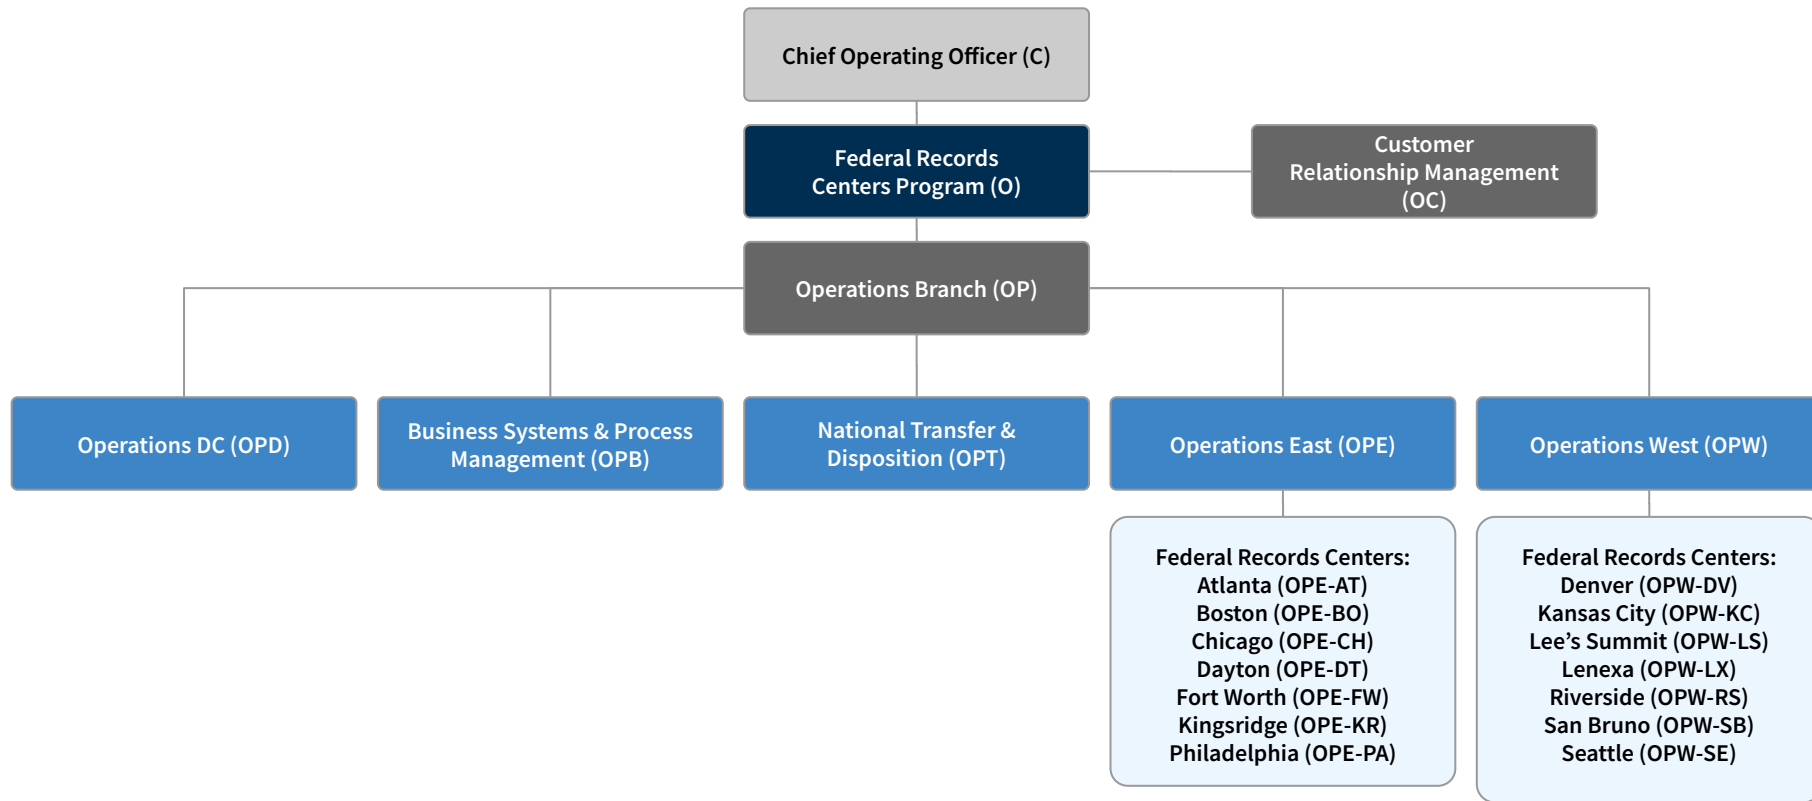 Chief Operating Officer (C)
Federal Records
Centers Program (O)
Customer
Relationship Management
(OC)
Operations Branch (OP)
Operations DC (OPD)
Business Systems & Process
Management (OPB)
National Transfer &
Disposition (OPT)
Operations East (OPE)
Operations West (OPW)
Federal Records Centers:
Atlanta (OPE-AT)
Boston (OPE-BO)
Chicago (OPE-CH)
Dayton (OPE-DT)
Fort Worth (OPE-FW)
Kingsridge (OPE-KR)
Philadelphia (OPE-PA)
Federal Records Centers:
Denver (OPW-DV)
Kansas City (OPW-KC)
Lee’s Summit (OPW-LS)
Lenexa (OPW-LX)
Riverside (OPW-RS)
San Bruno (OPW-SB)
Seattle (OPW-SE)